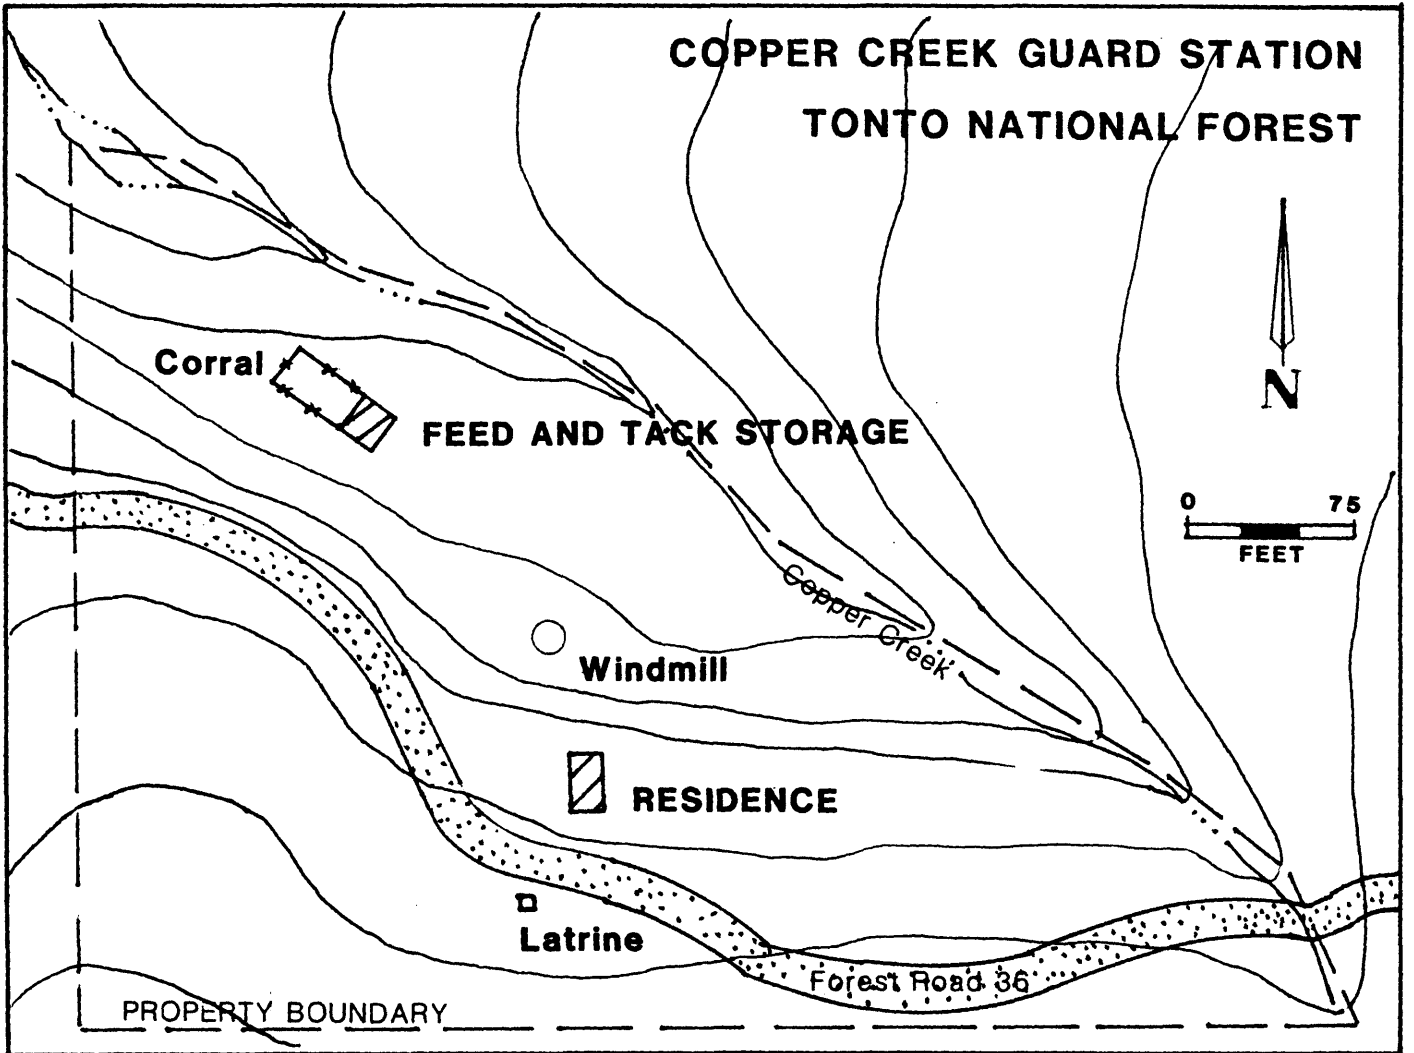 COPPER CREEK GUARD STATION
TONTO NATIONAL FOREST
Corral
N
FEED AND TACK STORAGE
0 75
FEET
Copper Creek
Windmill
RESIDENCE
Latrine
Forest Road 36
PROPERTY BOUNDARY